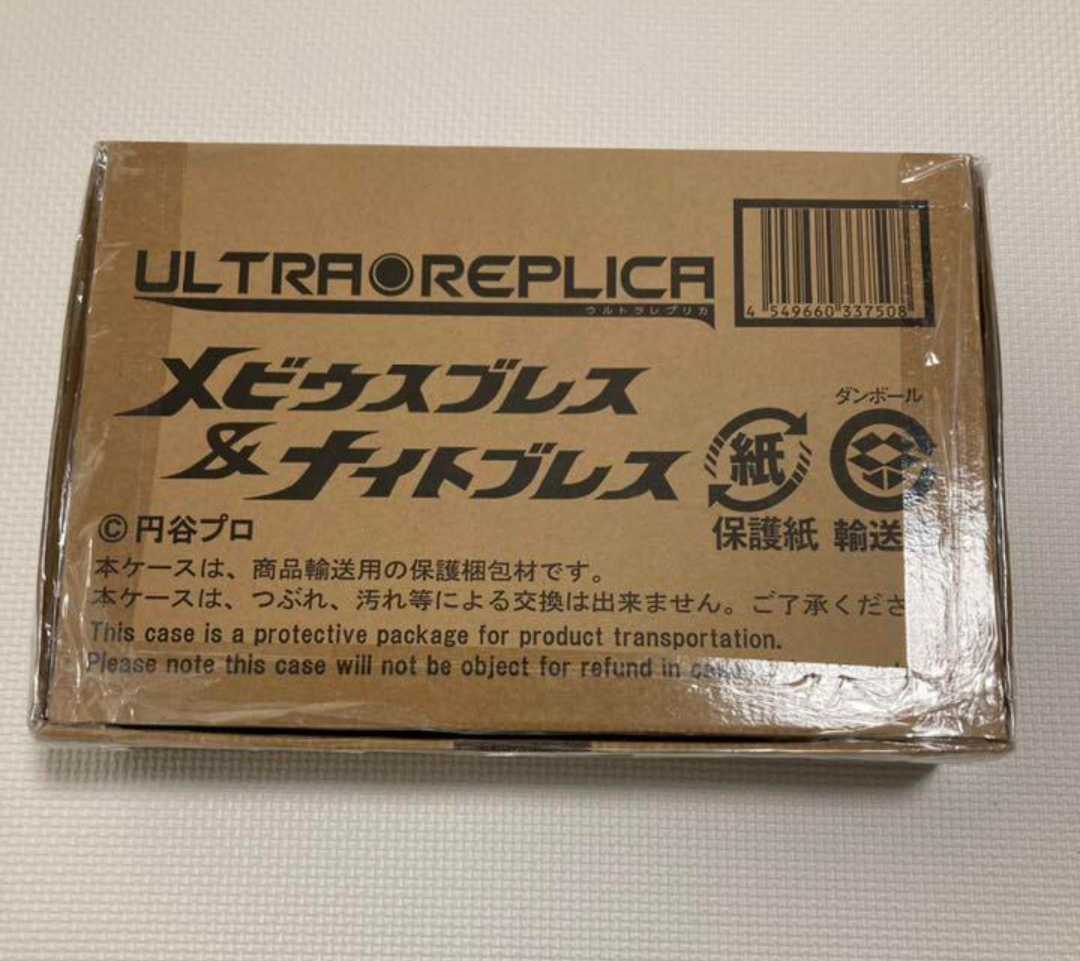 ULTRA REPLICA
ウルトラレプリカ
4 549660 337508
メビウスブレス
&ナイトブレス
ダンボール
紙
保護紙 輸送
© 円谷プロ
本ケースは、商品輸送用の保護梱包材です。
本ケースは、つぶれ、汚れ等による交換は出来ません。ご了承くださ
This case is a protective package for product transportation.
Please note this case will not be object for refund in